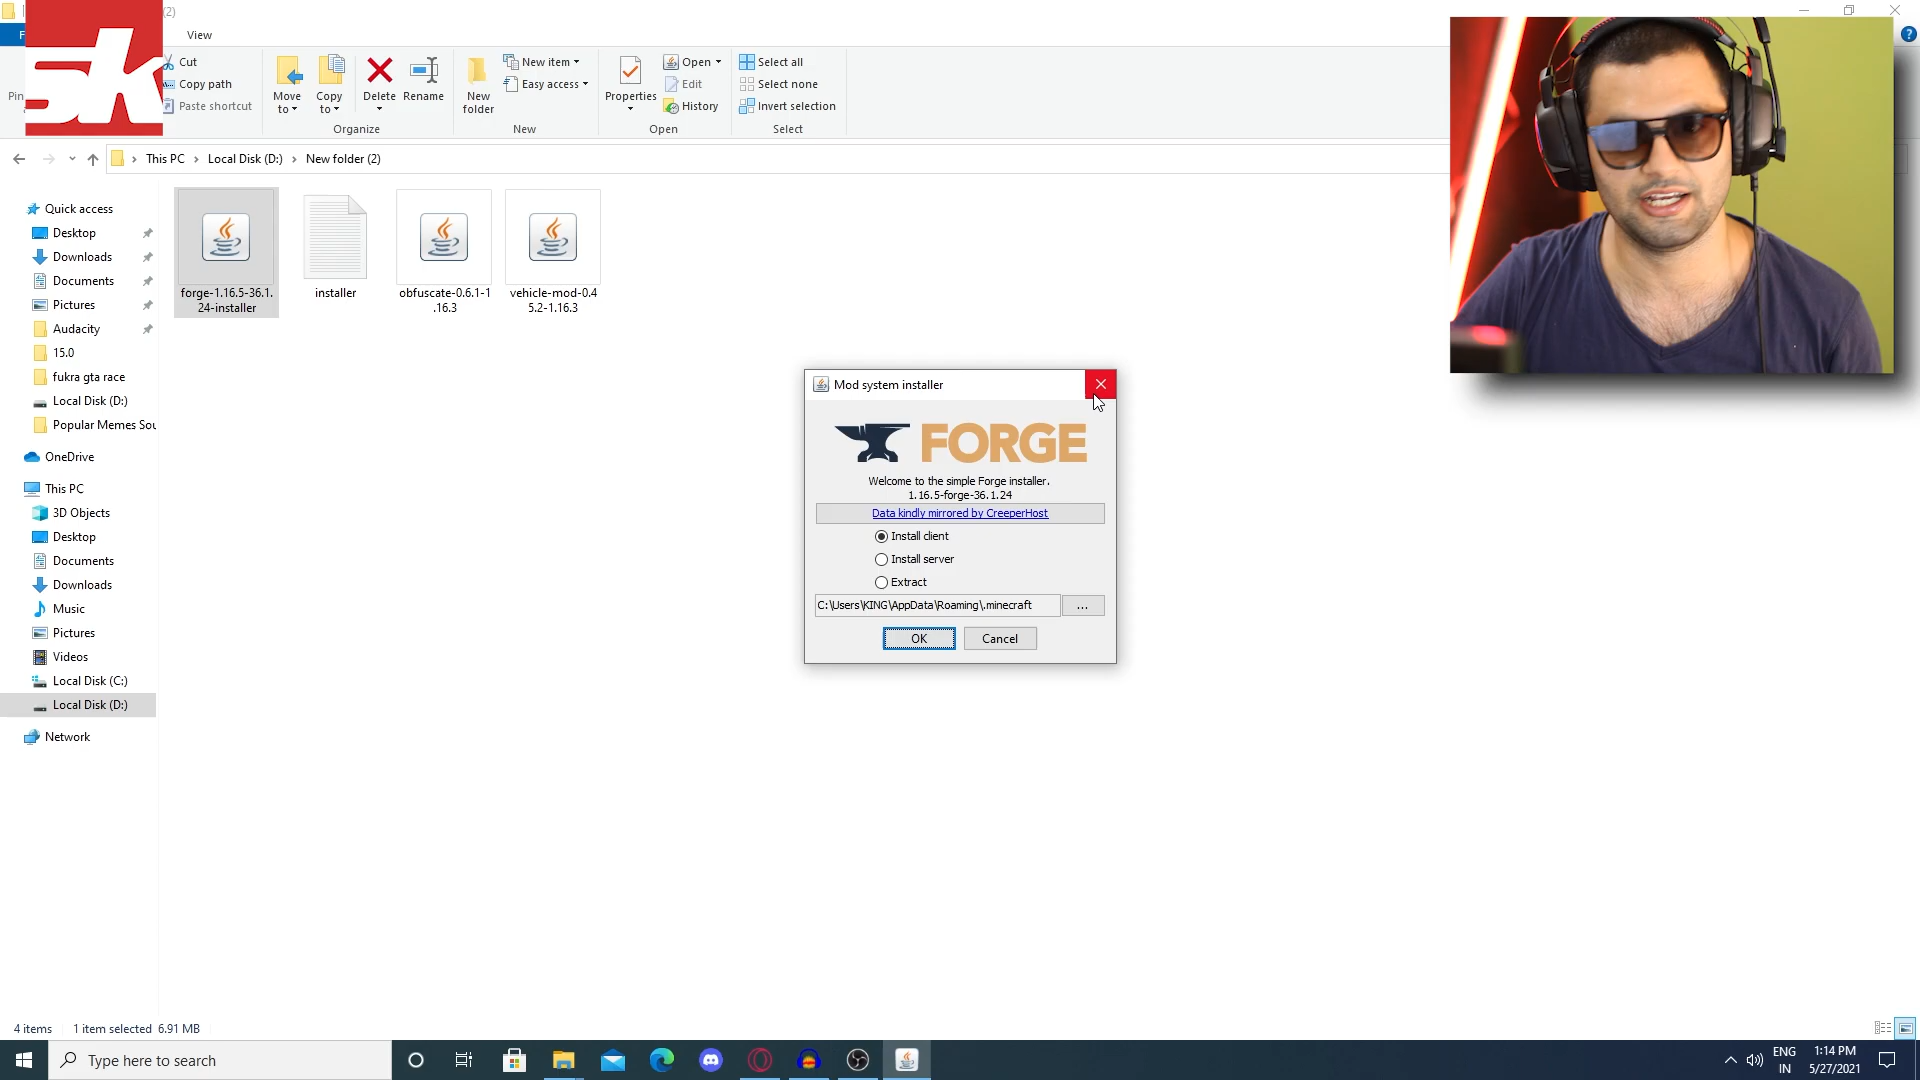 (2)
View
Cut
Copy path
Paste shortcut
Move to
Copy to
Delete
Rename
New folder
New item
Easy access
Properties
Open
Edit
History
Select all
Select none
Invert selection
Organize
New
Open
Select
This PC
Local Disk (D:)
New folder (2)
Quick access
Desktop
Downloads
Documents
Pictures
Audacity
15.0
fukra gta race
Local Disk (D:)
Popular Memes Sou
OneDrive
This PC
3D Objects
Desktop
Documents
Downloads
Music
Pictures
Videos
Local Disk (C:)
Local Disk (D:)
Network
forge-1.16.5-36.1.
24-installer
installer
obfuscate-0.6.1-1
.16.3
vehicle-mod-0.4
5.2-1.16.3
Mod system installer
FORGE
Welcome to the simple Forge installer.
1.16.5-forge-36.1.24
Data kindly mirrored by CreeperHost
Install client
Install server
Extract
C:\Users\KING\AppData\Roaming\.minecraft
...
OK
Cancel
4 items
1 item selected 6.91 MB
Type here to search
ENG
IN
1:14 PM
5/27/2021